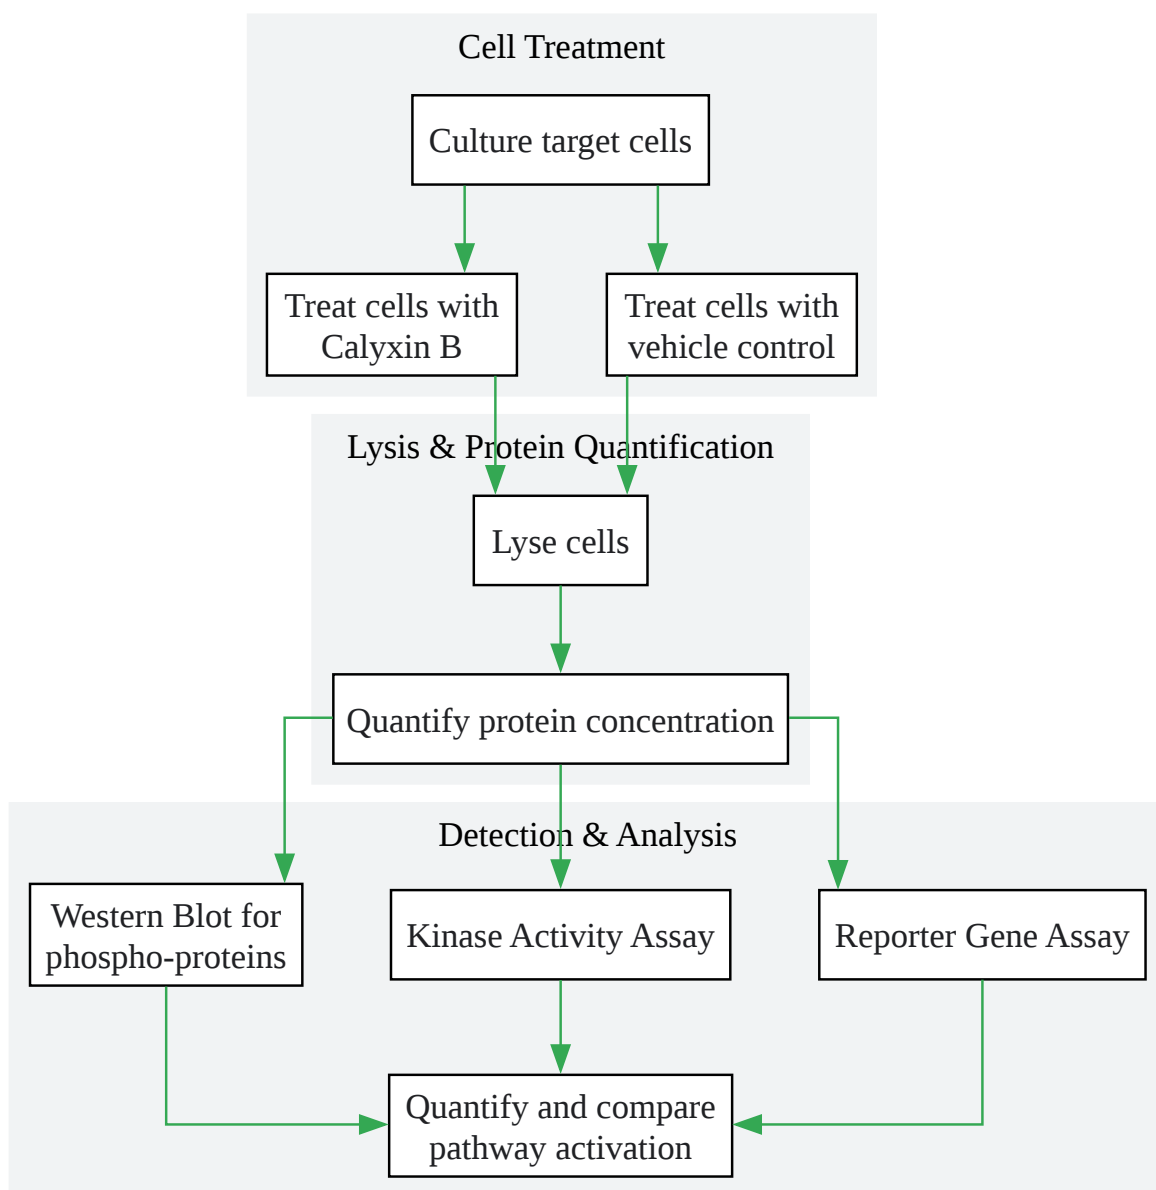 Cell Treatment
Culture target cells
Treat cells with
Calyxin B
Treat cells with
vehicle control
Lysis & Protein Quantification
Lyse cells
Quantify protein concentration
Detection & Analysis
Western Blot for
phospho-proteins
Kinase Activity Assay
Reporter Gene Assay
Quantify and compare
pathway activation